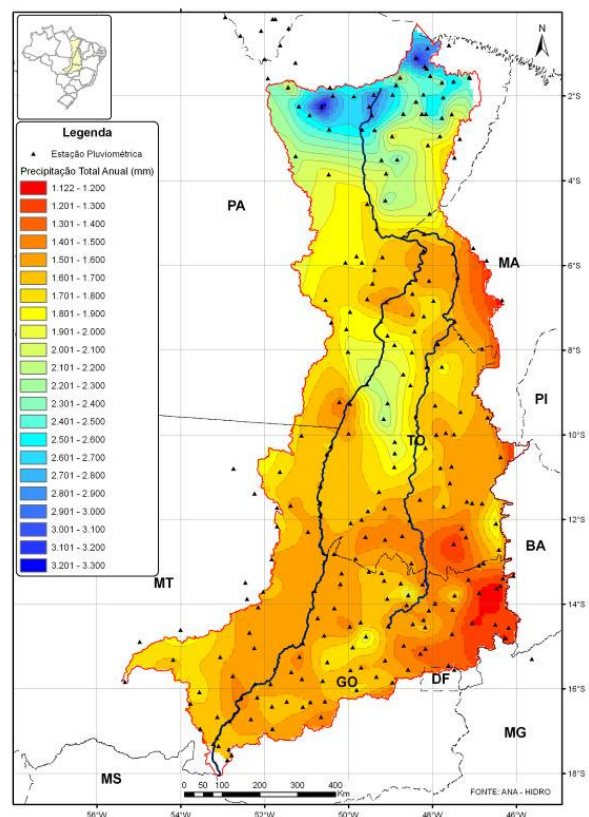 N
Legenda
Estação Pluviométrica
Precipitação Total Anual (mm)
1.122 - 1.200
1.201 - 1.300
1.301 - 1.400
1.401 - 1.500
1.501 - 1.600
1.601 - 1.700
1.701 - 1.800
1.801 - 1.900
1.901 - 2.000
2.001 - 2.100
2.101 - 2.200
2.201 - 2.300
2.301 - 2.400
2.401 - 2.500
2.501 - 2.600
2.601 - 2.700
2.701 - 2.800
2.801 - 2.900
2.901 - 3.000
3.001 - 3.100
3.101 - 3.200
3.201 - 3.300
2°S
4°S
6°S
8°S
10°S
12°S
14°S
16°S
18°S
PA
MA
PI
TO
BA
MT
GO
DF
MG
MS
0 50 100 200 300 400
Km
FONTE: ANA - HIDRO
56°W 54°W 52°W 50°W 48°W 46°W